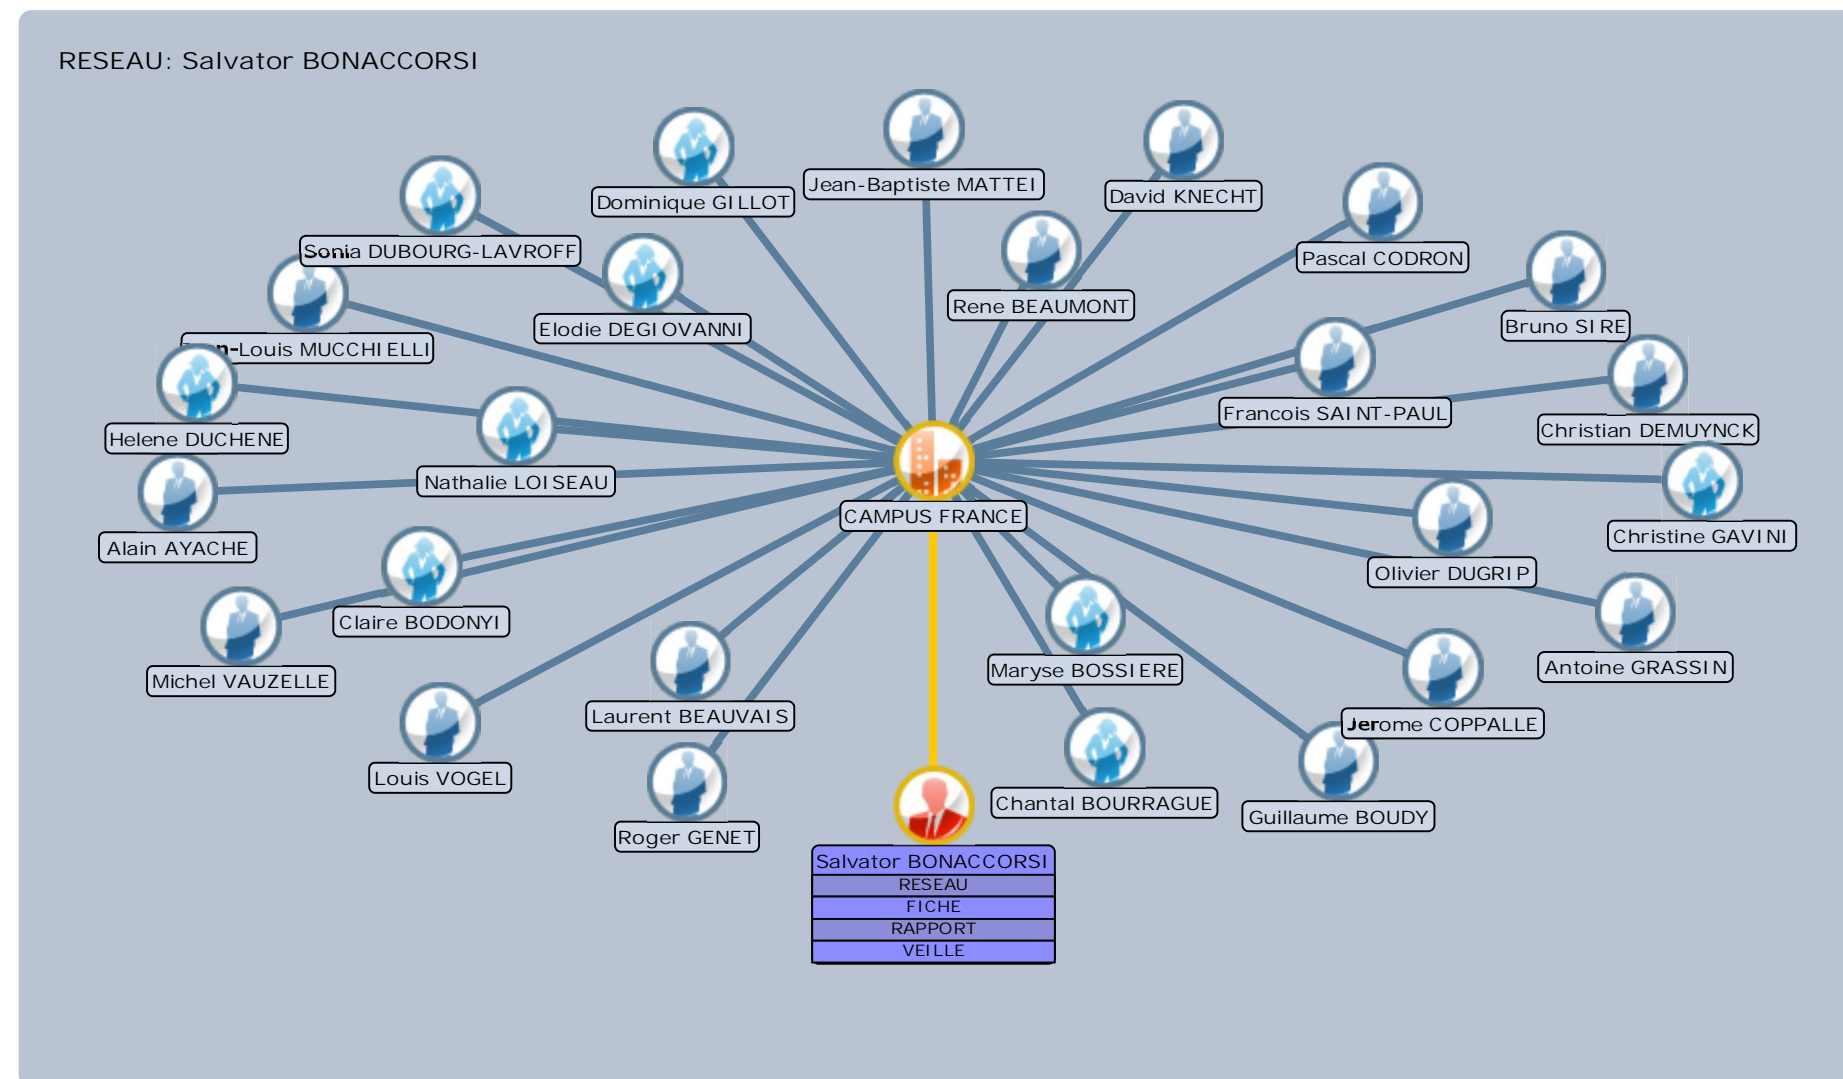 RESEAU: Salvator BONACCORSI
Jean-Baptiste MATTEI
David KNECHT
Dominique GILLOT
Sonia DUBOURG-LAVROFF
Pascal CODRON
Rene BEAUMONT
Bruno SIRE
Elodie DEGIOVANNI
Jean-Louis MUCCHIELLI
Francois SAINT-PAUL
Christian DEMUYNCK
Helene DUCHENE
Nathalie LOISEAU
CAMPUS FRANCE
Christine GAVINI
Alain AYACHE
Olivier DUGRIP
Claire BODONYI
Antoine GRASSIN
Maryse BOSSIERE
Michel VAUZELLE
Laurent BEAUVAIS
Jerome COPPALLE
Louis VOGEL
Chantal BOURRAGUE
Guillaume BOUDY
Roger GENET
Salvator BONACCORSI
RESEAU
FICHE
RAPPORT
VEILLE